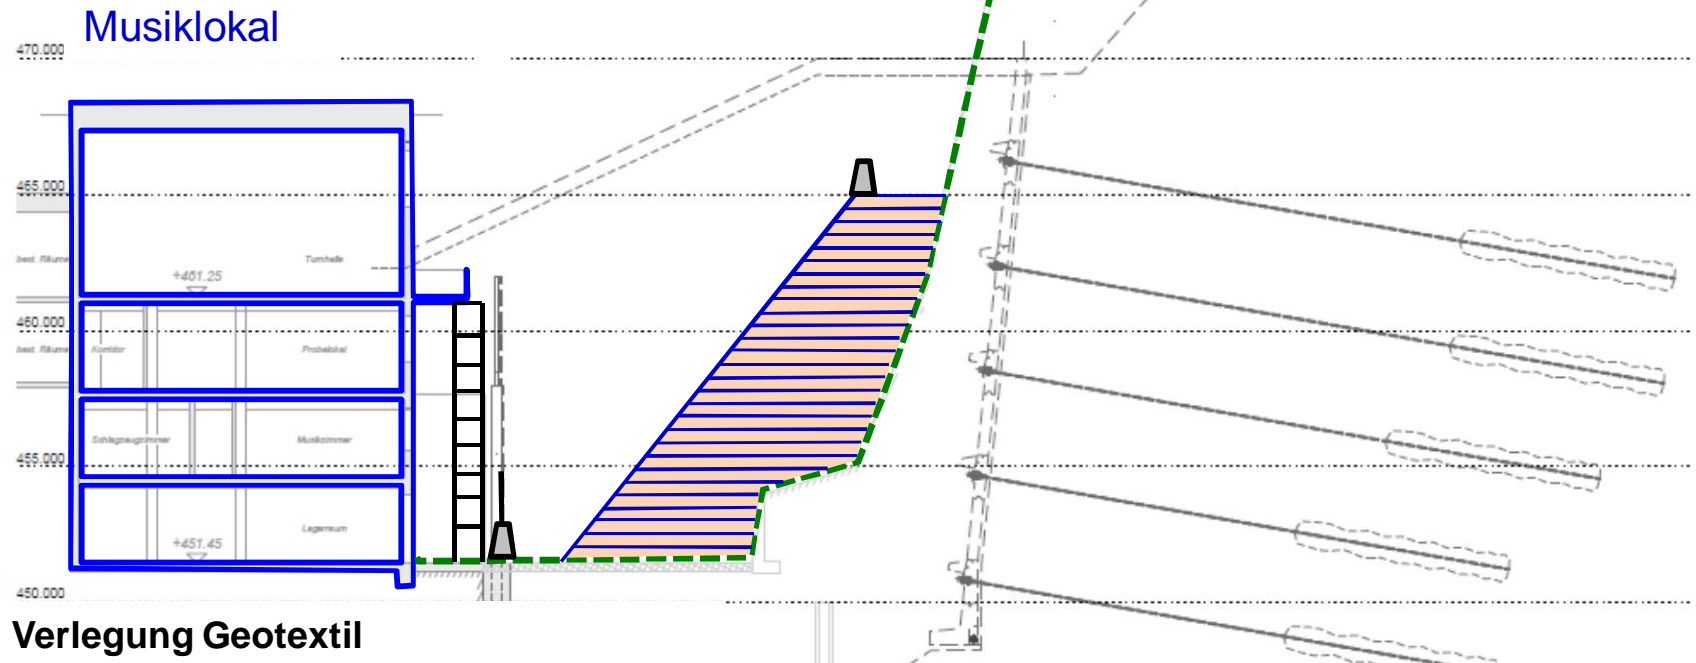 Musiklokal
470.000
465.000
best. Räume
Turnhalle
+461.25
460.000
best. Räume
Korridor
Probelokal
Schlagzeugzimmer
Musikzimmer
455.000
Lagerraum
+451.45
450.000
Verlegung Geotextil